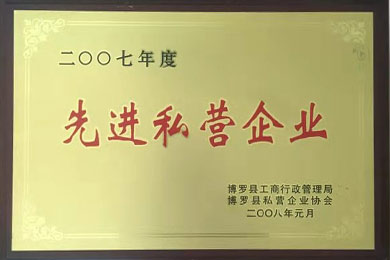 二〇〇七年度
先进私营企业
博罗县工商行政管理局
博罗县私营企业协会
二〇〇八年元月